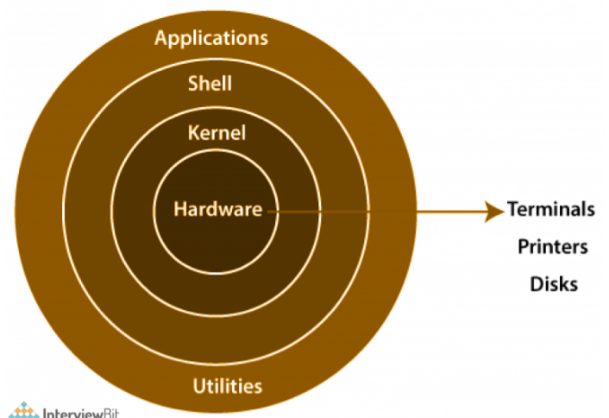 Applications
Shell
Kernel
Hardware
Terminals
Printers
Disks
Utilities
InterviewBit